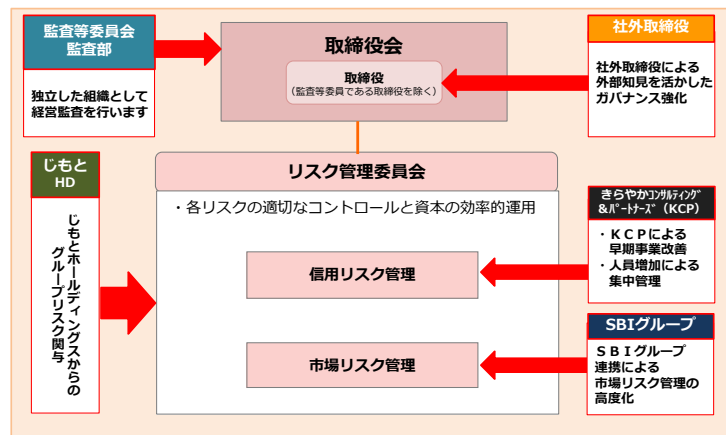 監査等委員会
監査部
独立した組織として
経営監査を行います
取締役会
取締役
（監査等委員である取締役を除く）
社外取締役
社外取締役による
外部知見を活かした
ガバナンス強化
じもと
HD
じもとホールディングスからの
グループリスク関与
リスク管理委員会
・各リスクの適切なコントロールと資本の効率的運用
信用リスク管理
市場リスク管理
きらやかｺﾝｻﾙﾃｨﾝｸﾞ
&ﾊﾟｰﾄﾅｰｽﾞ（KCP）
・ＫＣＰによる
早期事業改善
・人員増加による
集中管理
SBIグループ
ＳＢＩグループ
連携による
市場リスク管理の
高度化